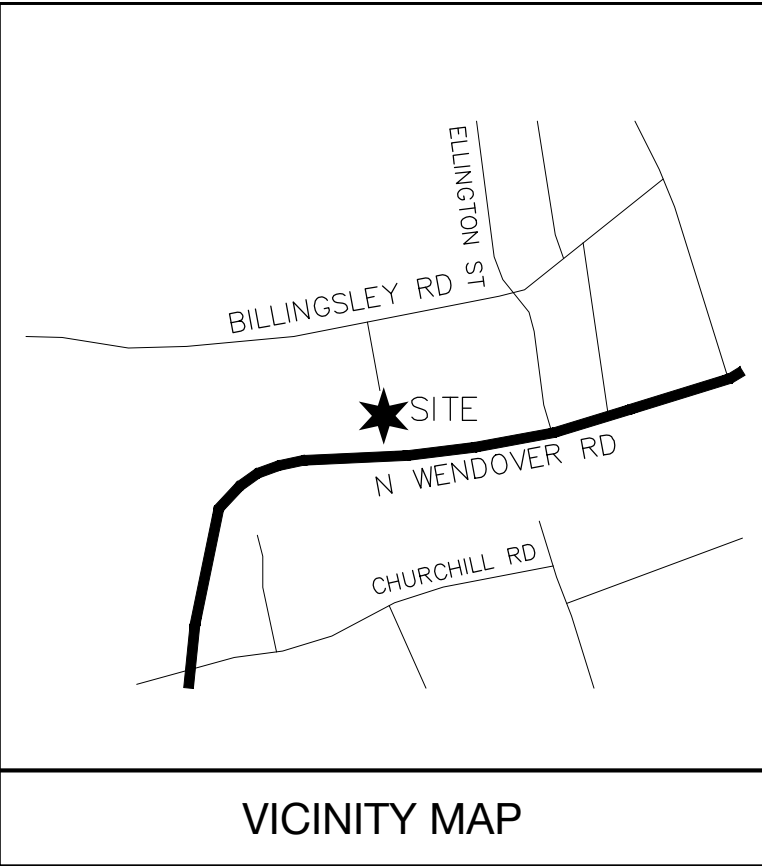 ELLINGTON ST
BILLINGSLEY RD
SITE
N WENDOVER RD
CHURCHILL RD
VICINITY MAP